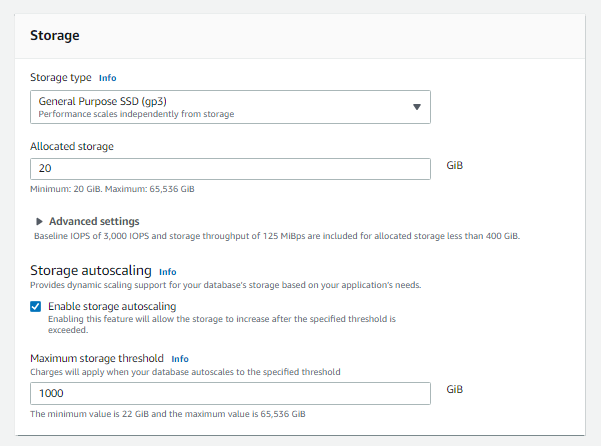 Storage
Storage type Info
General Purpose SSD (gp3)
Performance scales independently from storage
Allocated storage
20 GiB
Minimum: 20 GiB. Maximum: 65,536 GiB
Advanced settings
Baseline IOPS of 3,000 IOPS and storage throughput of 125 MiBps are included for allocated storage less than 400 GiB.
Storage autoscaling Info
Provides dynamic scaling support for your database's storage based on your application's needs.
Enable storage autoscaling
Enabling this feature will allow the storage to increase after the specified threshold is
exceeded.
Maximum storage threshold Info
Charges will apply when your database autoscales to the specified threshold
1000 GiB
The minimum value is 22 GiB and the maximum value is 65,536 GiB